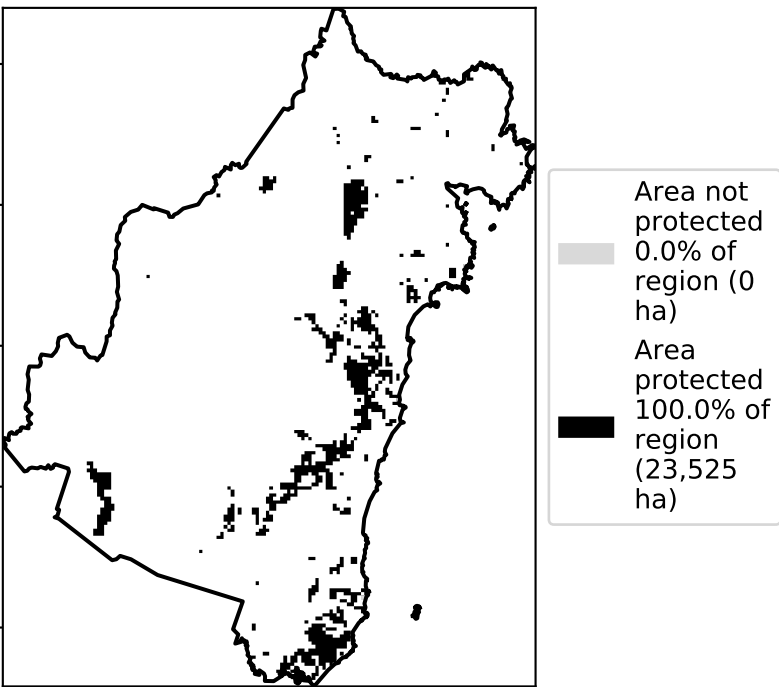 Area not
protected
0.0% of
region (0
ha)
Area
protected
100.0% of
region
(23,525
ha)